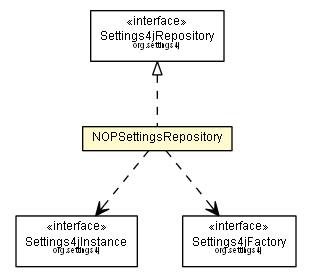 «interface»
Settings4jRepository
org.settings4j
NOPSettingsRepository
«interface»
Settings4jInstance
org.settings4j
«interface»
Settings4jFactory
org.settings4j